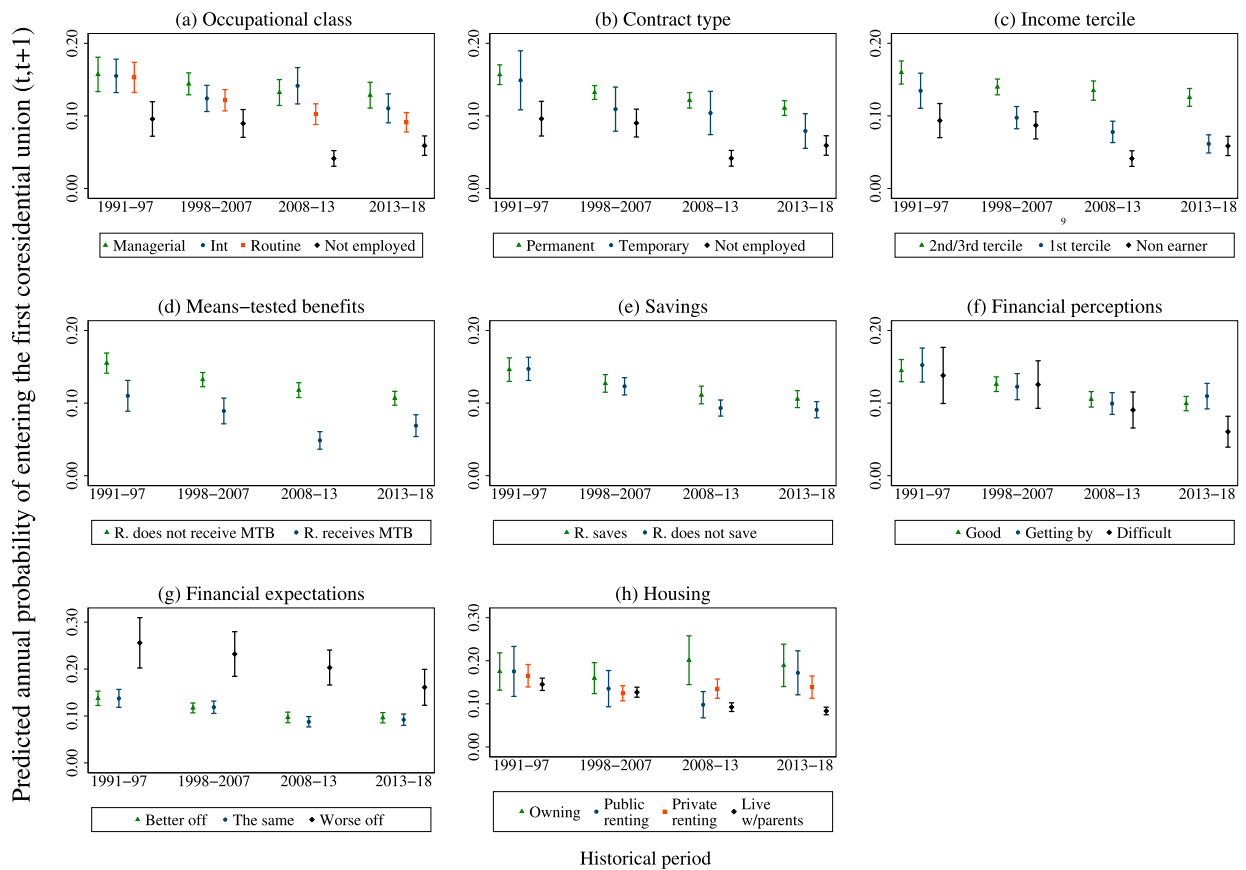 Predicted annual probability of entering the first coresidential union (t,t+1)
(a) Occupational class
0.20
0.10
0.00
1991−97 1998−2007 2008−13 2013−18
Managerial Int Routine Not employed
(b) Contract type
0.20
0.10
0.00
1991−97 1998−2007 2008−13 2013−18
Permanent Temporary Not employed
(c) Income tercile
0.20
0.10
0.00
1991−97 1998−2007 2008−13 2013−18
9
2nd/3rd tercile 1st tercile Non earner
(d) Means−tested benefits
0.20
0.10
0.00
1991−97 1998−2007 2008−13 2013−18
R. does not receive MTB R. receives MTB
(e) Savings
0.20
0.10
0.00
1991−97 1998−2007 2008−13 2013−18
R. saves R. does not save
(f) Financial perceptions
0.20
0.10
0.00
1991−97 1998−2007 2008−13 2013−18
Good Getting by Difficult
(g) Financial expectations
0.30
0.20
0.10
0.00
1991−97 1998−2007 2008−13 2013−18
Better off The same Worse off
(h) Housing
0.30
0.20
0.10
0.00
1991−97 1998−2007 2008−13 2013−18
Owning Public renting Private renting Live w/parents
Historical period